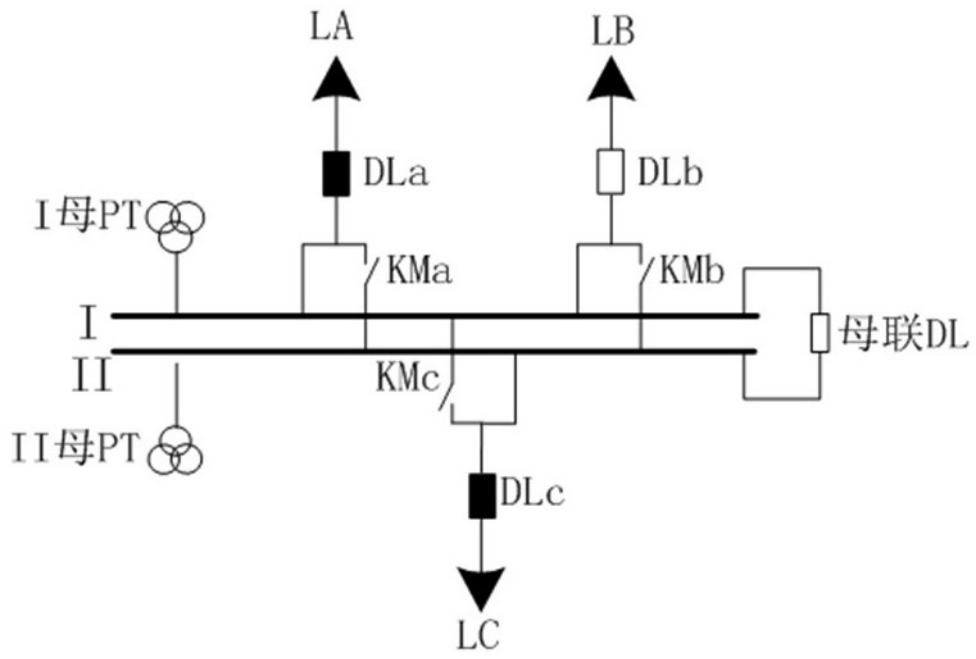 LA
LB
DLa
DLb
I母PT
KMa
KMb
I
母联DL
II
KMc
II母PT
DLc
LC